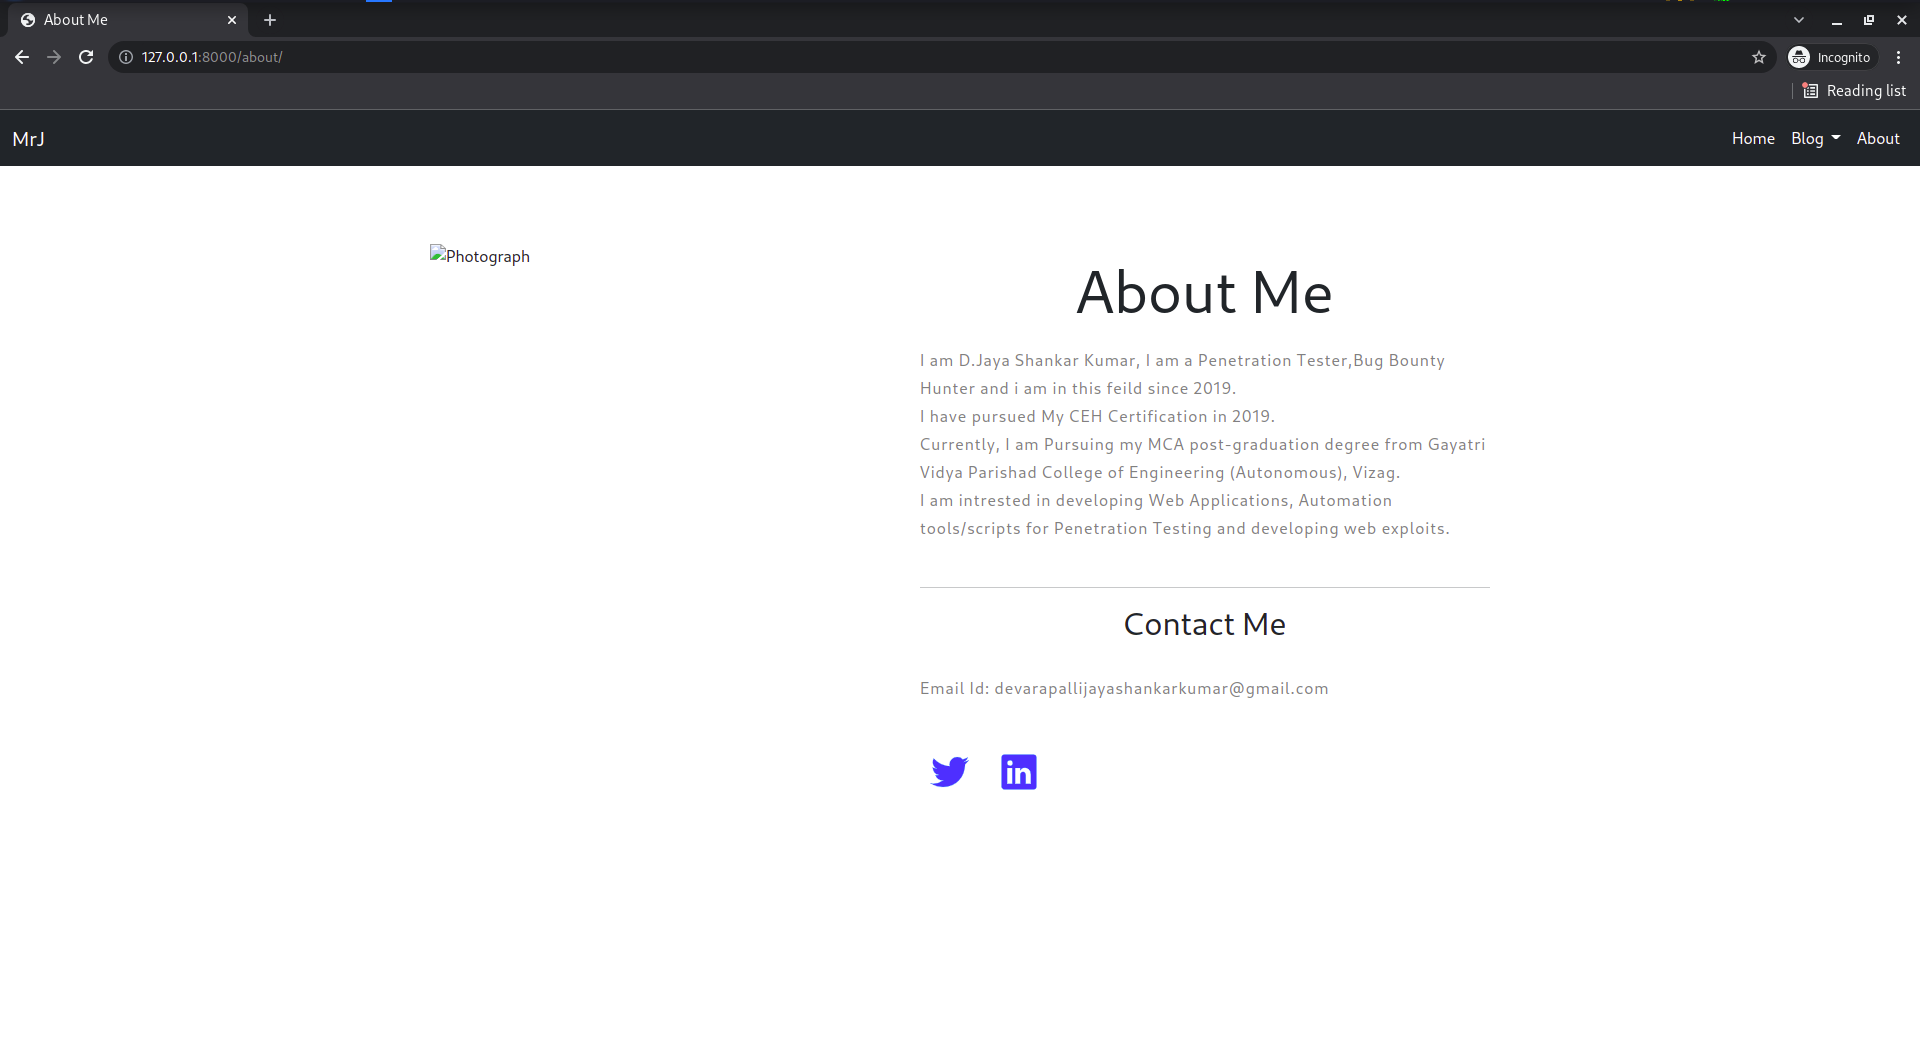 About Me
127.0.0.1:8000/about/
Incognito
Reading list
MrJ
Home Blog About
Photograph
About Me
I am D.Jaya Shankar Kumar, I am a Penetration Tester,Bug Bounty
Hunter and i am in this feild since 2019.
I have pursued My CEH Certification in 2019.
Currently, I am Pursuing my MCA post-graduation degree from Gayatri
Vidya Parishad College of Engineering (Autonomous), Vizag.
I am intrested in developing Web Applications, Automation
tools/scripts for Penetration Testing and developing web exploits.
Contact Me
Email Id: devarapallijayashankarkumar@gmail.com
in